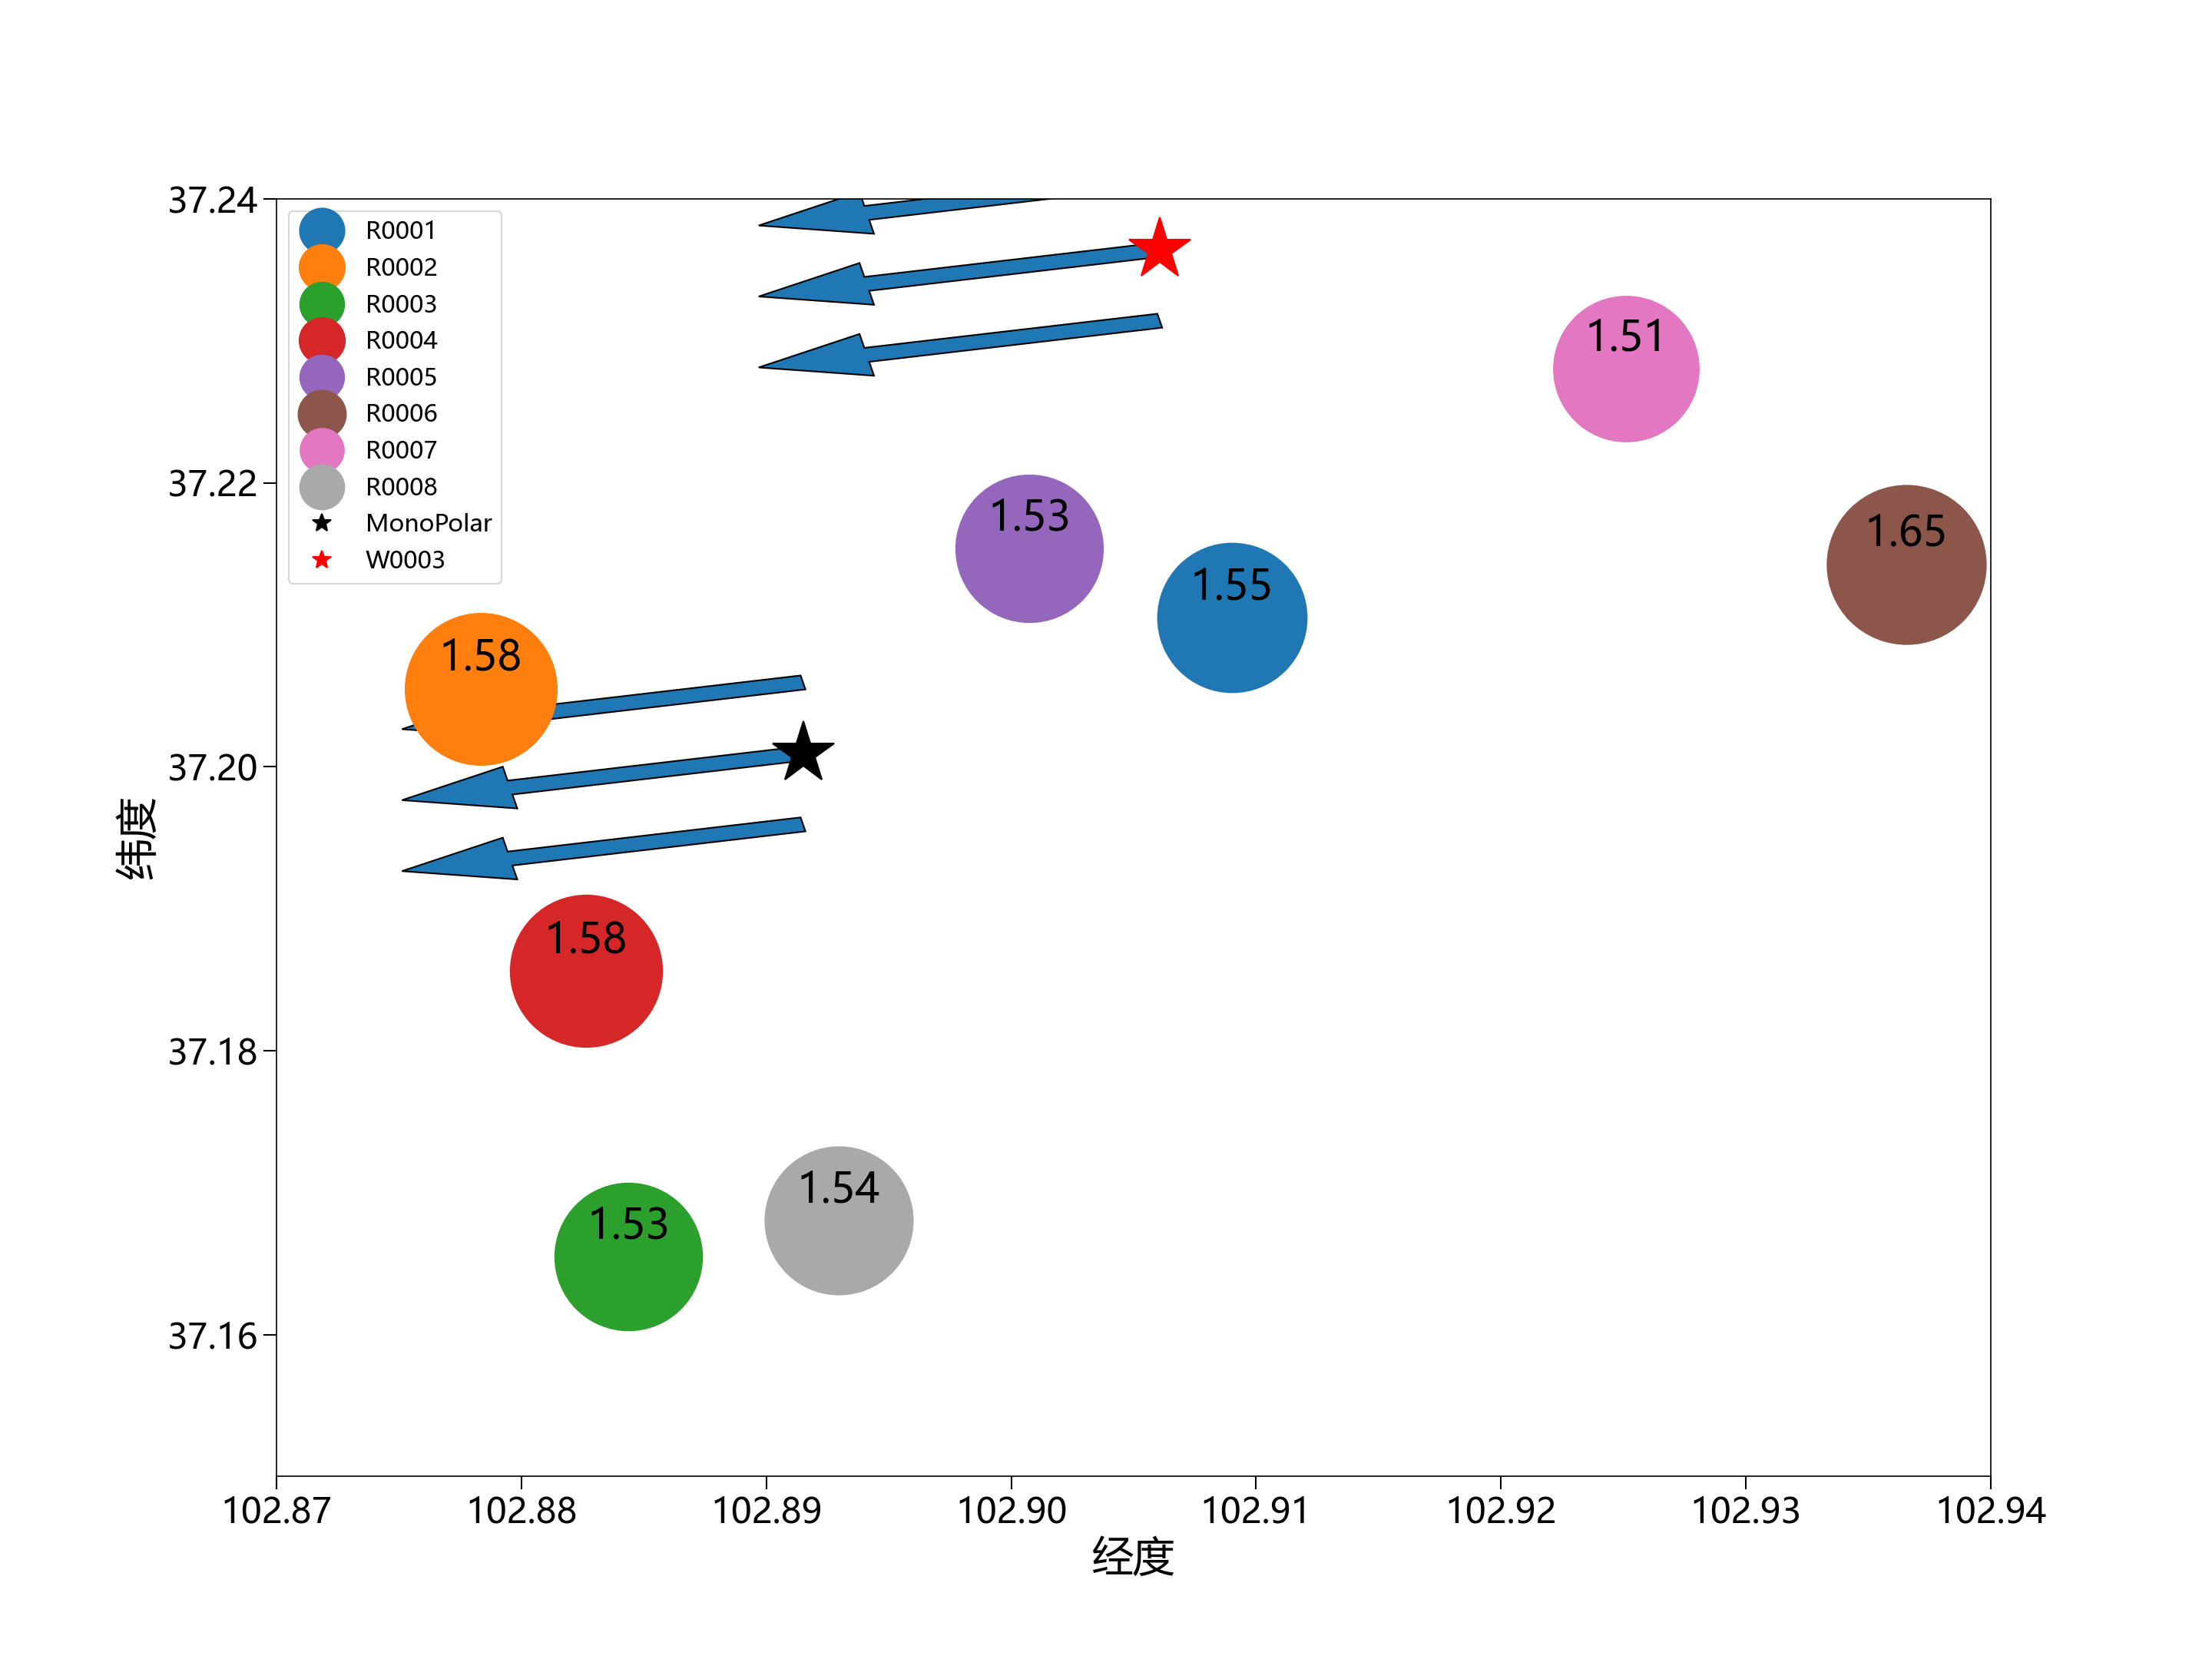 37.24
37.22
37.20
37.18
37.16
纬度
R0001
R0002
R0003
R0004
R0005
R0006
R0007
R0008
MonoPolar
W0003
1.51
1.53
1.65
1.55
1.58
1.58
1.54
1.53
102.87 102.88 102.89 102.90 102.91 102.92 102.93 102.94
经度